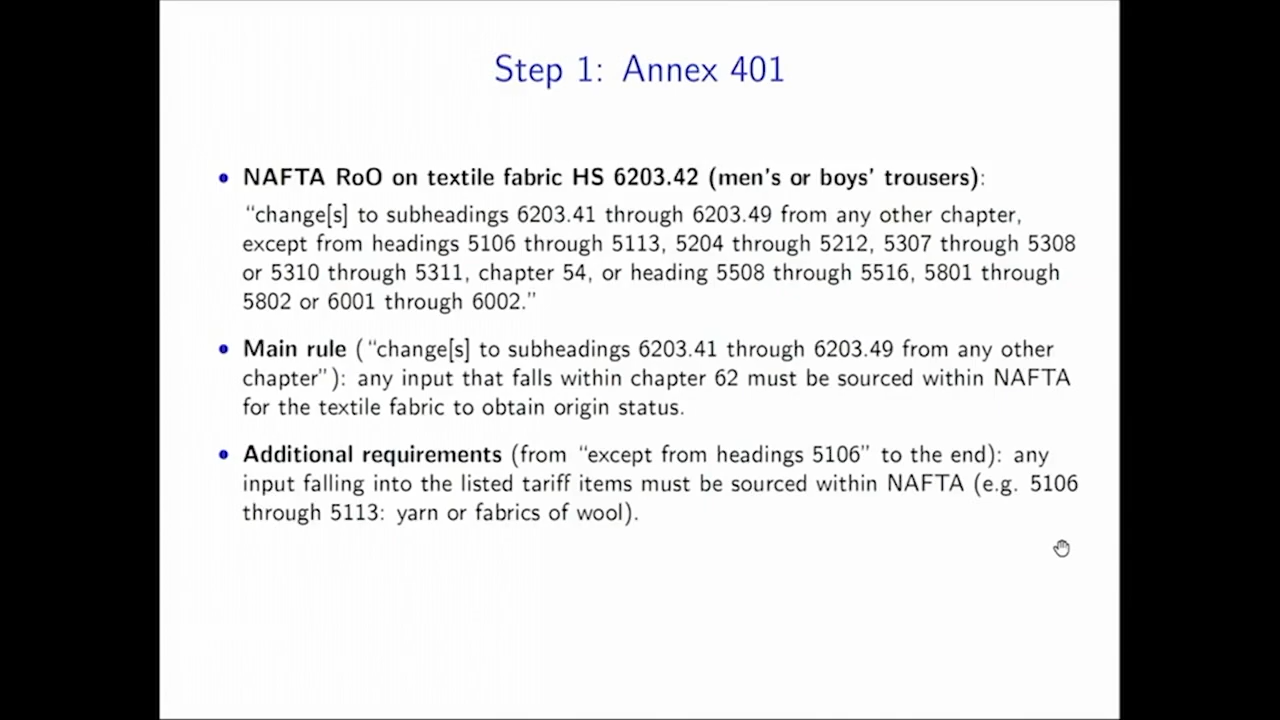 Step 1: Annex 401
• NAFTA RoO on textile fabric HS 6203.42 (men's or boys' trousers):
“change[s] to subheadings 6203.41 through 6203.49 from any other chapter,
except from headings 5106 through 5113, 5204 through 5212, 5307 through 5308
or 5310 through 5311, chapter 54, or heading 5508 through 5516, 5801 through
5802 or 6001 through 6002.”
• Main rule (“change[s] to subheadings 6203.41 through 6203.49 from any other
chapter”): any input that falls within chapter 62 must be sourced within NAFTA
for the textile fabric to obtain origin status.
• Additional requirements (from “except from headings 5106” to the end): any
input falling into the listed tariff items must be sourced within NAFTA (e.g. 5106
through 5113: yarn or fabrics of wool).